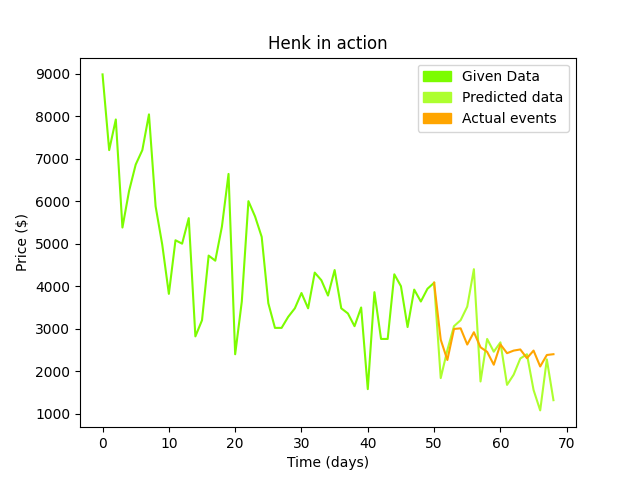 Henk in action
Given Data
Predicted data
Actual events
Price ($)
9000
8000
7000
6000
5000
4000
3000
2000
1000
0 10 20 30 40 50 60 70
Time (days)